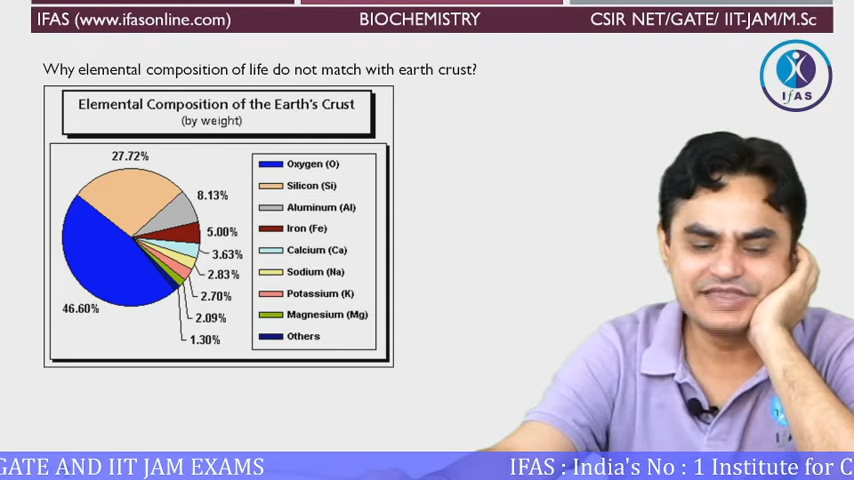 IFAS (www.ifasonline.com)
BIOCHEMISTRY
CSIR NET/GATE/ IIT-JAM/M.Sc
Why elemental composition of life do not match with earth crust?
IFAS
Elemental Composition of the Earth's Crust
(by weight)
27.72%
8.13%
5.00%
3.63%
2.83%
2.70%
2.09%
1.30%
46.60%
Oxygen (O)
Silicon (Si)
Aluminum (Al)
Iron (Fe)
Calcium (Ca)
Sodium (Na)
Potassium (K)
Magnesium (Mg)
Others
GATE AND IIT JAM EXAMS
IFAS : India's No : 1 Institute for C